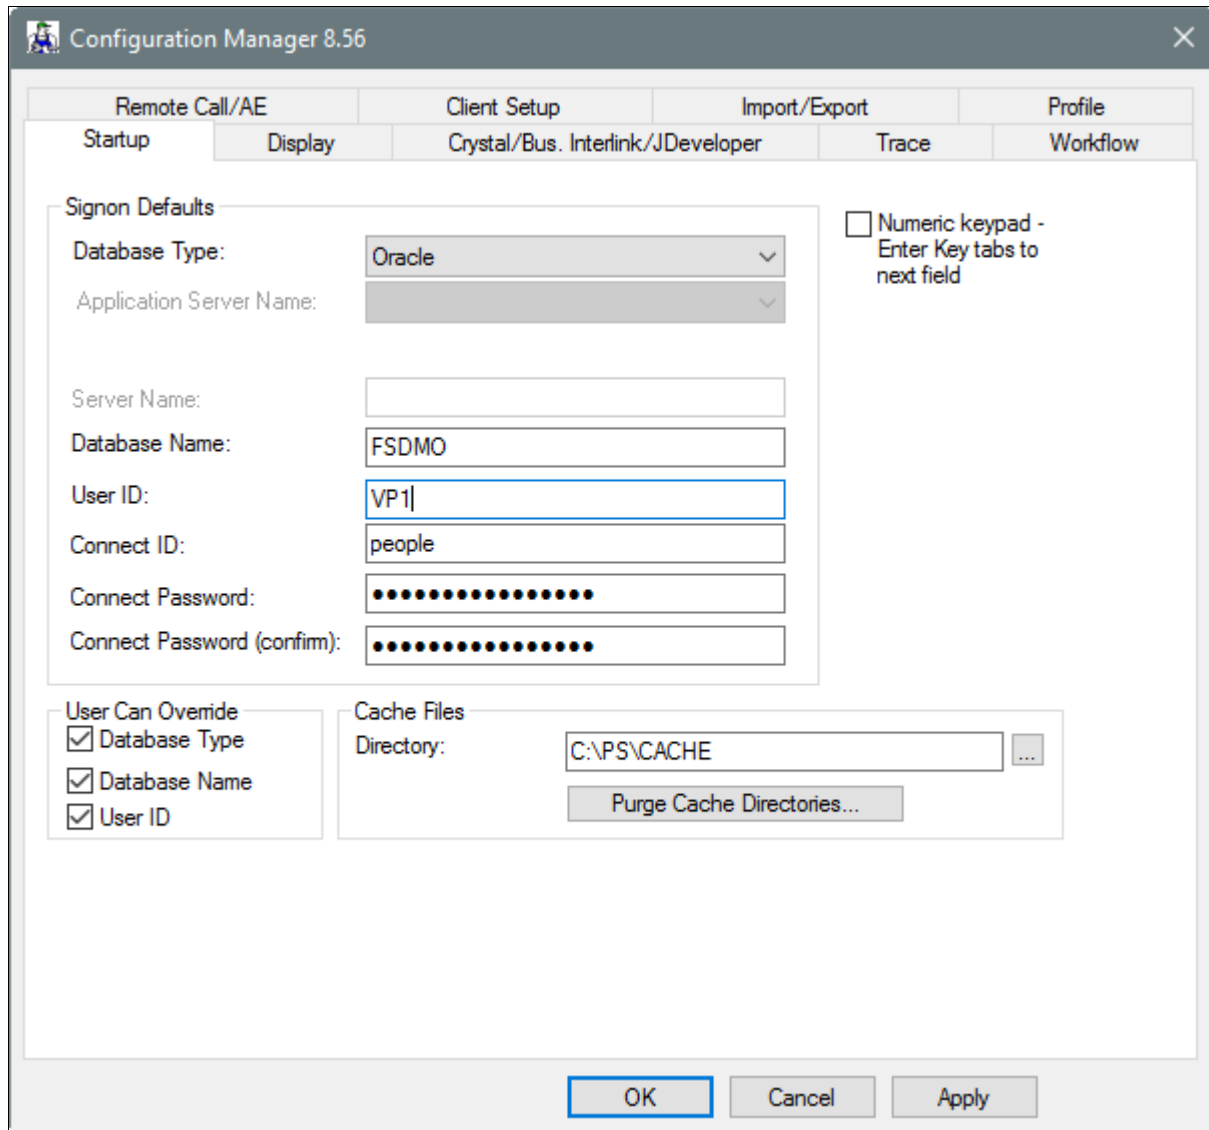 Configuration Manager 8.56
Remote Call/AE Client Setup Import/Export Profile
Startup Display Crystal/Bus. Interlink/JDeveloper Trace Workflow
Signon Defaults
Database Type: Oracle
Application Server Name:
Server Name:
Database Name: FSDMO
User ID: VP1
Connect ID: people
Connect Password: ●●●●●●●●●●●●●●●●
Connect Password (confirm): ●●●●●●●●●●●●●●●●
Numeric keypad -
Enter Key tabs to
next field
User Can Override
Database Type
Database Name
User ID
Cache Files
Directory: C:\PS\CACHE ...
Purge Cache Directories...
OK Cancel Apply